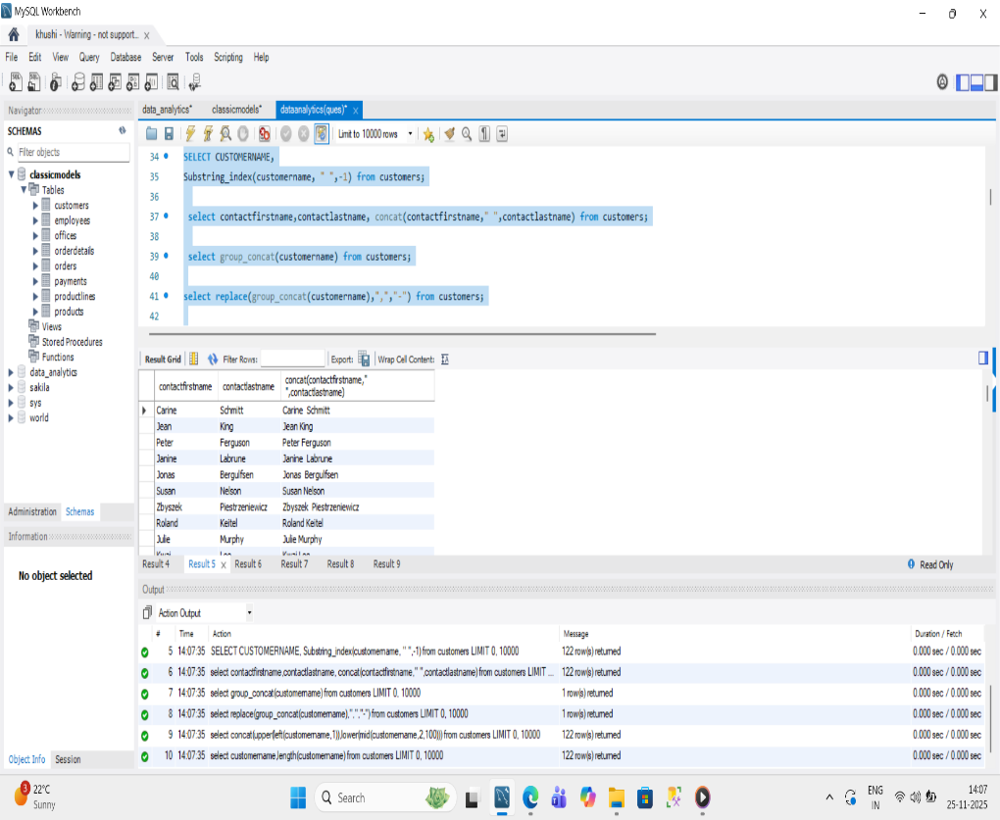 MySQL Workbench
khushi - Warning - not support... x
File Edit View Query Database Server Tools Scripting Help
Navigator
SCHEMAS
Filter objects
classicmodels
Tables
customers
employees
offices
orderdetails
orders
payments
productlines
products
Views
Stored Procedures
Functions
data_analytics
sakila
sys
world
Administration Schemas
Information
No object selected
Object Info Session
data_analytics* classicmodels* dataanalytics(ques)* x
Limit to 10000 rows
34 SELECT CUSTOMERNAME,
35 Substring_index(customername, " ",-1) from customers;
36
37 select contactfirstname,contactlastname, concat(contactfirstname," ",contactlastname) from customers;
38
39 select group_concat(customername) from customers;
40
41 select replace(group_concat(customername),",","-") from customers;
42
Result Grid Filter Rows: Export: Wrap Cell Content:
contactfirstname contactlastname concat(contactfirstname,"
",contactlastname)
Carine Schmitt Carine Schmitt
Jean King Jean King
Peter Ferguson Peter Ferguson
Janine Labrune Janine Labrune
Jonas Bergulfsen Jonas Bergulfsen
Susan Nelson Susan Nelson
Zbyszek Piestrzeniewicz Zbyszek Piestrzeniewicz
Roland Keitel Roland Keitel
Julie Murphy Julie Murphy
Kwai Lee Kwai Lee
Result 4 Result 5 x Result 6 Result 7 Result 8 Result 9 Read Only
Output
Action Output
# Time Action Message Duration / Fetch
5 14:07:35 SELECT CUSTOMERNAME, Substring_index(customername, " ",-1) from customers LIMIT 0, 10000 122 row(s) returned 0.000 sec / 0.000 sec
6 14:07:35 select contactfirstname,contactlastname, concat(contactfirstname," ",contactlastname) from customers LIMIT ... 122 row(s) returned 0.000 sec / 0.000 sec
7 14:07:35 select group_concat(customername) from customers LIMIT 0, 10000 1 row(s) returned 0.000 sec / 0.000 sec
8 14:07:35 select replace(group_concat(customername),",","-") from customers LIMIT 0, 10000 1 row(s) returned 0.000 sec / 0.000 sec
9 14:07:35 select concat(upper(left(customername,1)),lower(mid(customername,2,100))) from customers LIMIT 0, 10000 122 row(s) returned 0.000 sec / 0.000 sec
10 14:07:35 select customername,length(customername) from customers LIMIT 0, 10000 122 row(s) returned 0.000 sec / 0.000 sec
3
22°C
Sunny
Search
ENG
IN
14:07
25-11-2025